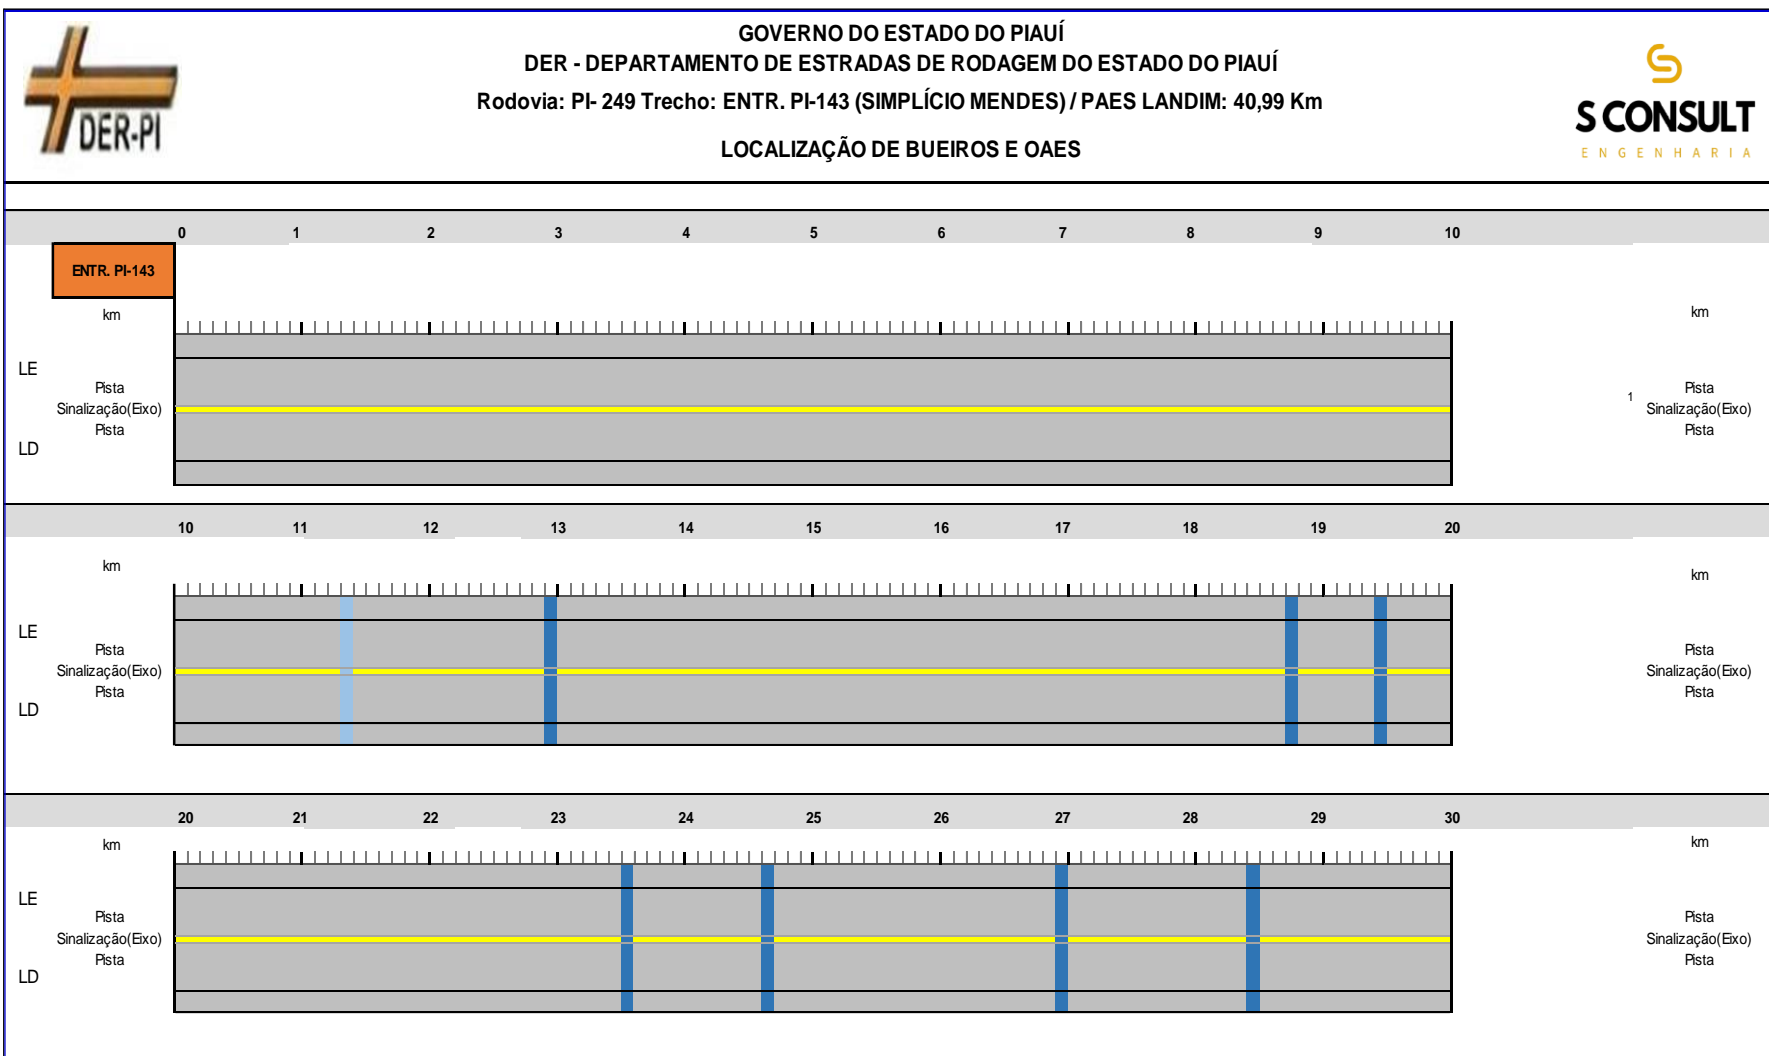 GOVERNO DO ESTADO DO PIAUÍ
DER - DEPARTAMENTO DE ESTRADAS DE RODAGEM DO ESTADO DO PIAUÍ
Rodovia: PI- 249 Trecho: ENTR. PI-143 (SIMPLÍCIO MENDES) / PAES LANDIM: 40,99 Km
LOCALIZAÇÃO DE BUEIROS E OAES
DER-PI
S CONSULT
ENGENHARIA
0 1 2 3 4 5 6 7 8 9 10
ENTR. PI-143
km km
LE
Pista Pista
Sinalização(Eixo) 1 Sinalização(Eixo)
Pista Pista
LD
10 11 12 13 14 15 16 17 18 19 20
km km
LE
Pista Pista
Sinalização(Eixo) Sinalização(Eixo)
Pista Pista
LD
20 21 22 23 24 25 26 27 28 29 30
km km
LE
Pista Pista
Sinalização(Eixo) Sinalização(Eixo)
Pista Pista
LD